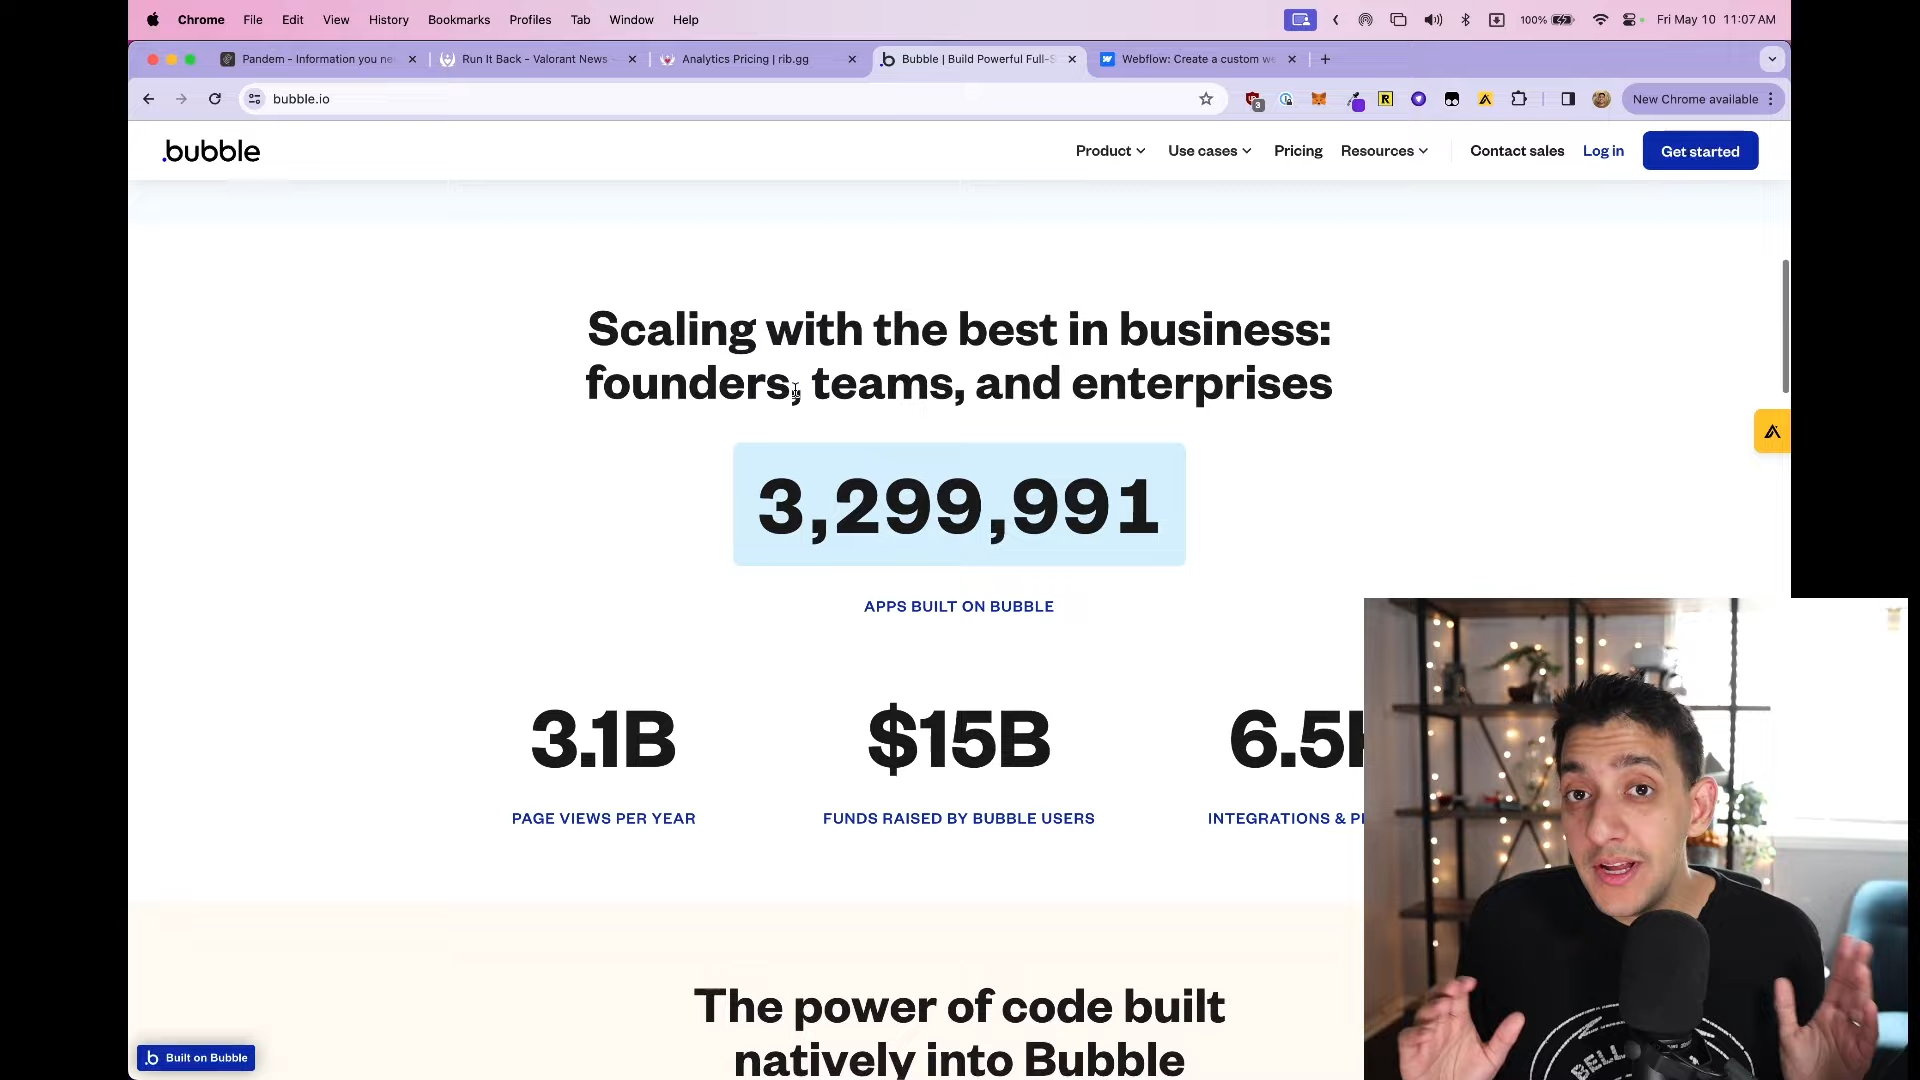 Chrome File Edit View History Bookmarks Profiles Tab Window Help 100% Fri May 10 11:07 AM
Pandem - Information you ne Run It Back - Valorant News - Analytics Pricing | rib.gg Bubble | Build Powerful Full-S Webflow: Create a custom we
bubble.io 3 New Chrome available
.bubble Product Use cases Pricing Resources Contact sales Log in Get started
Scaling with the best in business:
founders, teams, and enterprises
3,299,991
APPS BUILT ON BUBBLE
3.1B $15B 6.5
PAGE VIEWS PER YEAR FUNDS RAISED BY BUBBLE USERS INTEGRATIONS &
The power of code built
natively into Bubble
Built on Bubble
BELL